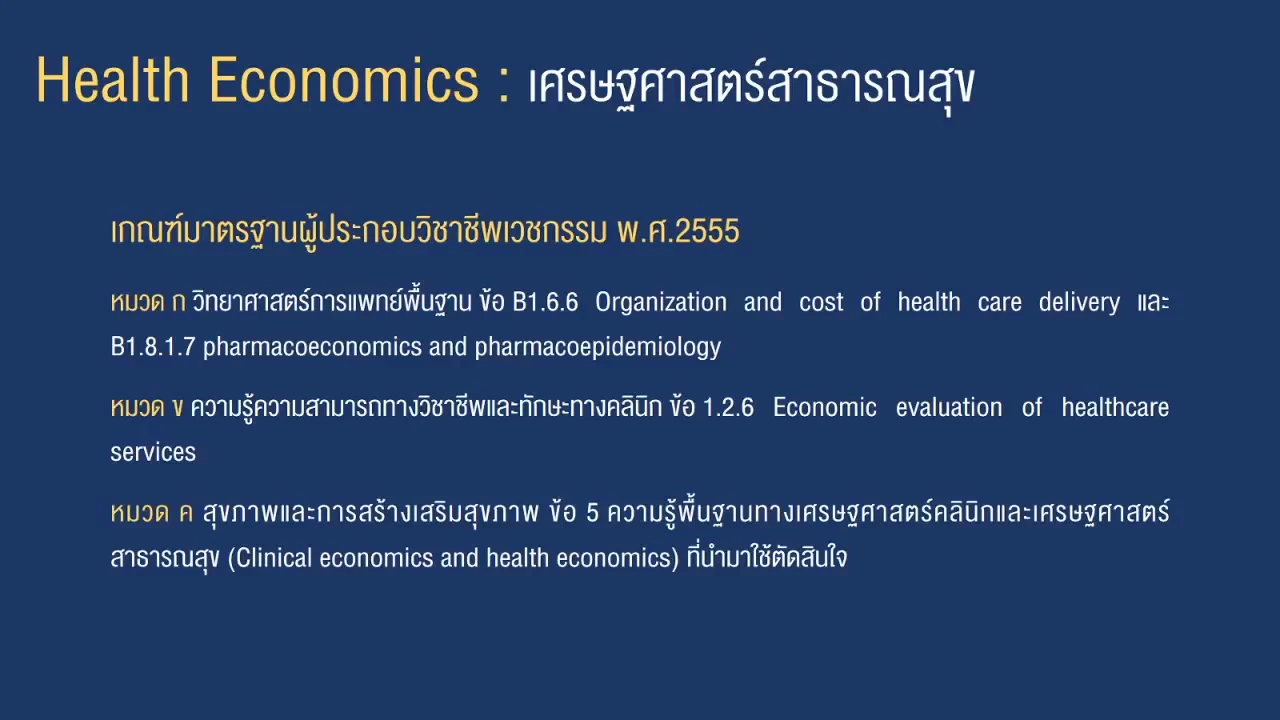 Health Economics : เศรษฐศาสตร์สาธารณสุข
เกณฑ์มาตรฐานผู้ประกอบวิชาชีพเวชกรรม พ.ศ.2555
หมวด ก วิทยาศาสตร์การแพทย์พื้นฐาน ข้อ B1.6.6 Organization and cost of health care delivery และ
B1.8.1.7 pharmacoeconomics and pharmacoepidemiology
หมวด ข ความรู้ความสามารถทางวิชาชีพและทักษะทางคลินิก ข้อ 1.2.6 Economic evaluation of healthcare
services
หมวด ค สุขภาพและการสร้างเสริมสุขภาพ ข้อ 5 ความรู้พื้นฐานทางเศรษฐศาสตร์คลินิกและเศรษฐศาสตร์
สาธารณสุข (Clinical economics and health economics) ที่นำมาใช้ตัดสินใจ